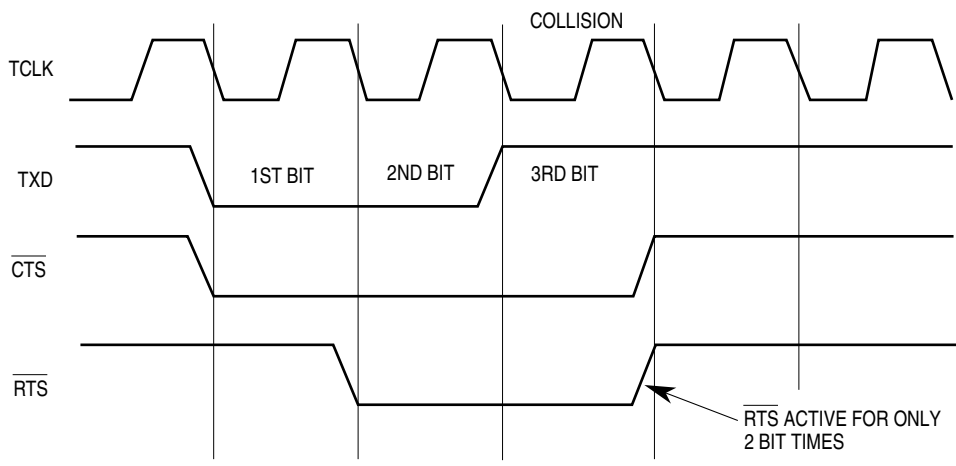 COLLISION
TCLK
TXD
1ST BIT
2ND BIT
3RD BIT
CTS
RTS
RTS ACTIVE FOR ONLY
2 BIT TIMES